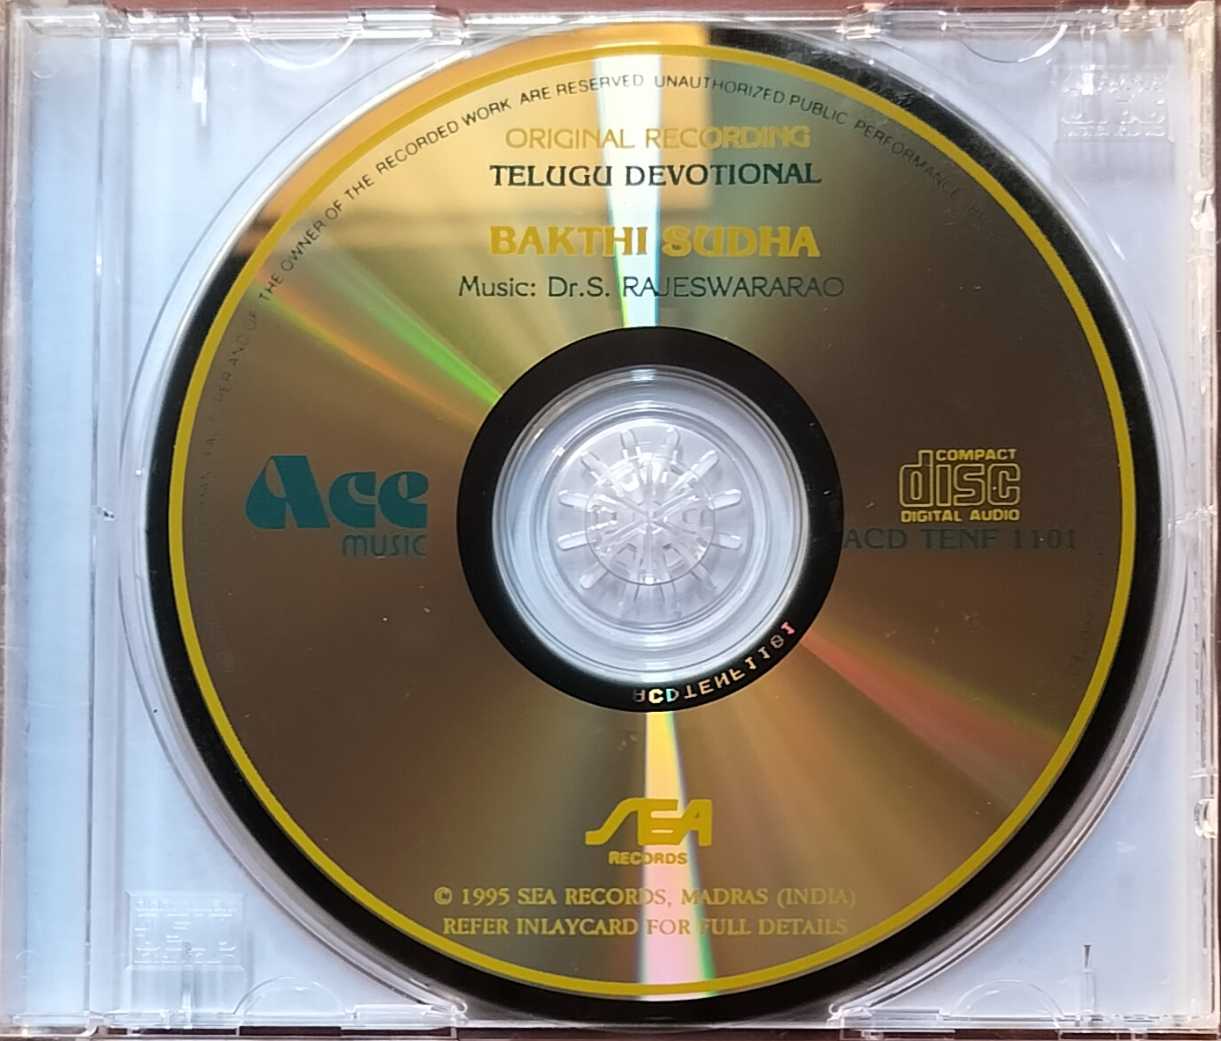 AND OF THE OWNER OF THE RECORDED WORK ARE RESERVED UNAUTHORIZED PUBLIC PERFORMANCE
ORIGINAL RECORDING
TELUGU DEVOTIONAL
BAKTHI SUDHA
Music: Dr.S. RAJESWARARAO
Ace
MUSIC
COMPACT
disc
DIGITAL AUDIO
ACD TENF 1101
ACDTENF1101
SEA
RECORDS
© 1995 SEA RECORDS, MADRAS (INDIA)
REFER INLAYCARD FOR FULL DETAILS